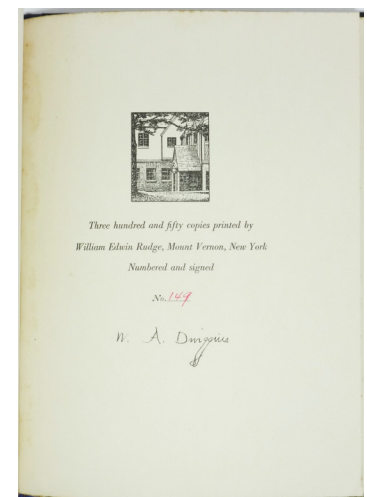 Three hundred and fifty copies printed by
William Edwin Rudge, Mount Vernon, New York
Numbered and signed
No. 149
W. A. Dwiggins